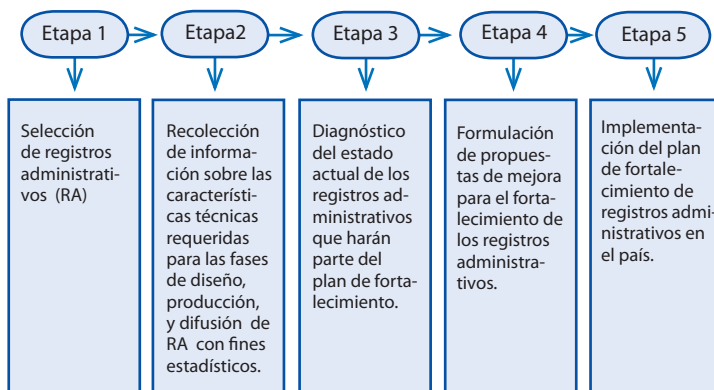 Etapa 1
Etapa2
Etapa 3
Etapa 4
Etapa 5
Selección
de registros
administrati-
vos  (RA)
Recolección
de informa-
ción sobre las
característi-
cas técnicas
requeridas
para las fases
de diseño,
producción,
y difusión  de
RA  con fines
estadísticos.
Diagnóstico
del estado
actual de los
registros ad-
ministrativos
que harán
parte del
plan de forta-
lecimiento.
Formulación
de propues-
tas de mejora
para el forta-
lecimiento de
los registros
administra-
tivos.
Implementa-
ción del plan
de fortale-
cimiento de
registros admi-
nistrativos en
el país.